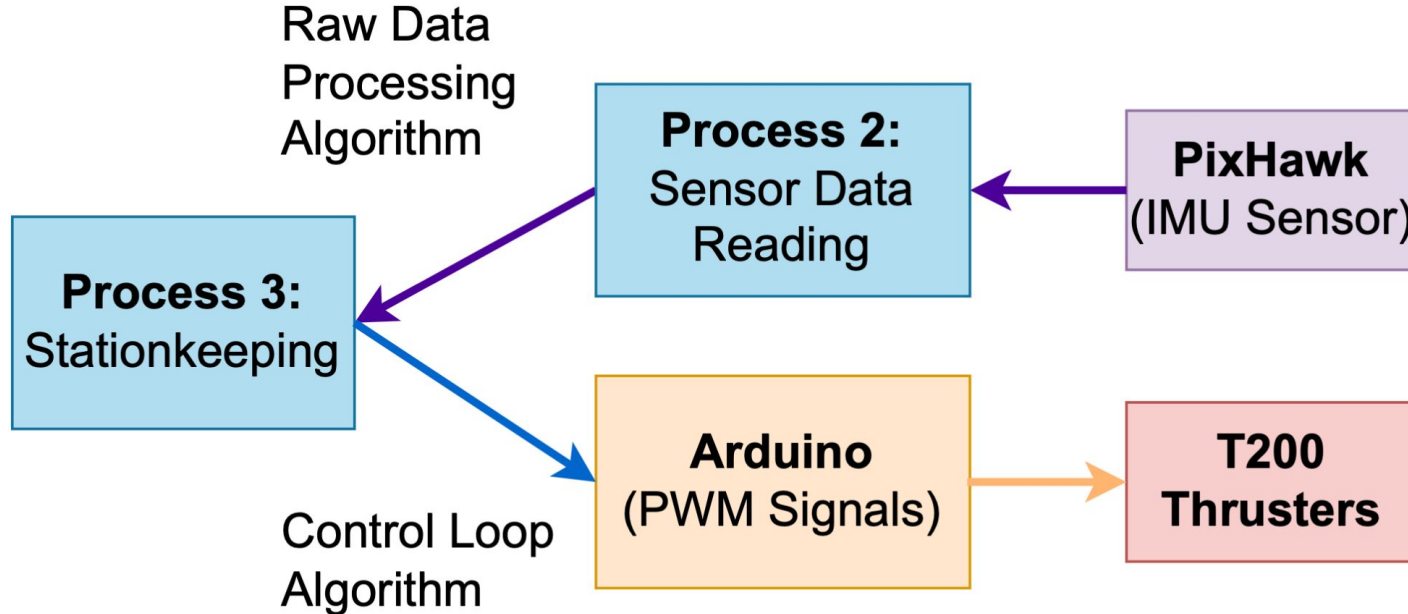 Raw Data
Processing
Algorithm
Process 2:
Sensor Data
Reading
PixHawk
(IMU Sensor)
Process 3:
Stationkeeping
Arduino
(PWM Signals)
T200
Thrusters
Control Loop
Algorithm